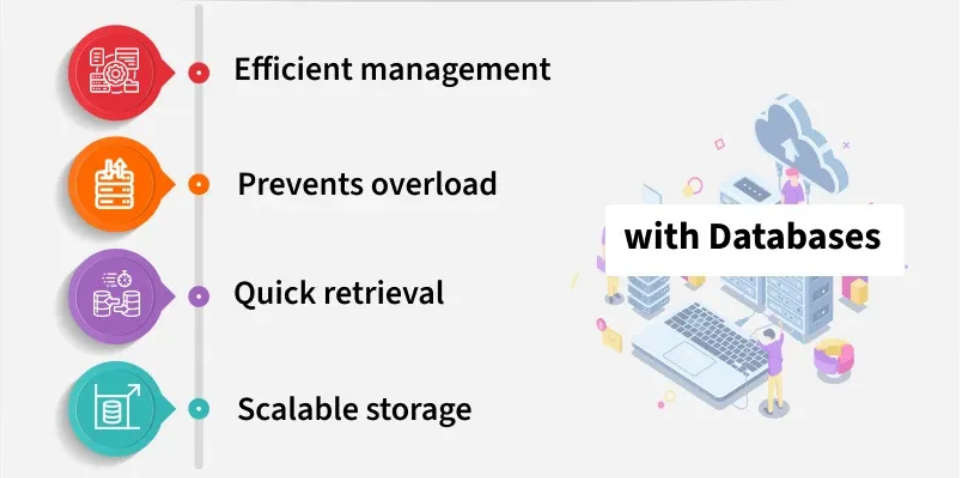 Efficient management
Prevents overload
with Databases
Quick retrieval
Scalable storage